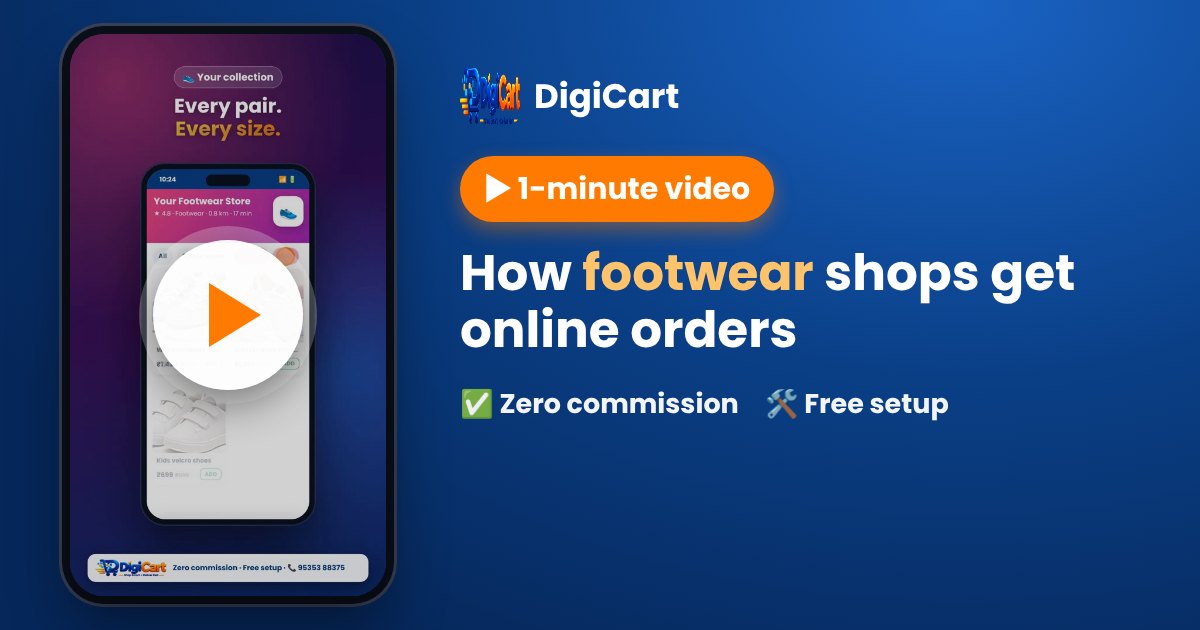 👟 Your collection
Every pair.
Every size.
10:24
Your Footwear Store
★ 4.8 · Footwear · 0.8 km · 17 min
All
Kids velcro shoes
ADD
DigiCart
Zero commission · Free setup · 📞 95353 88375
DigiCart
DigiCart
▶ 1-minute video
How footwear shops get
online orders
✅ Zero commission 🛠️ Free setup